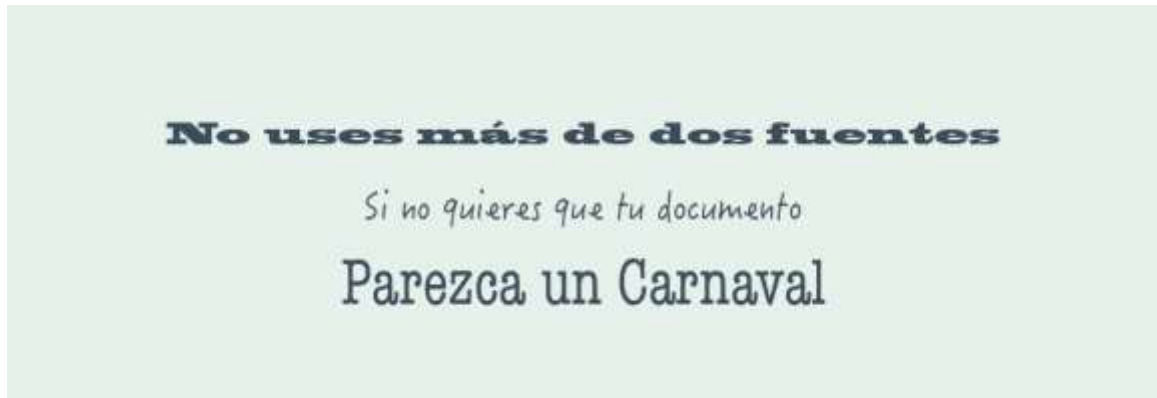 No uses más de dos fuentes
Si no quieres que tu documento
Parezca un Carnaval